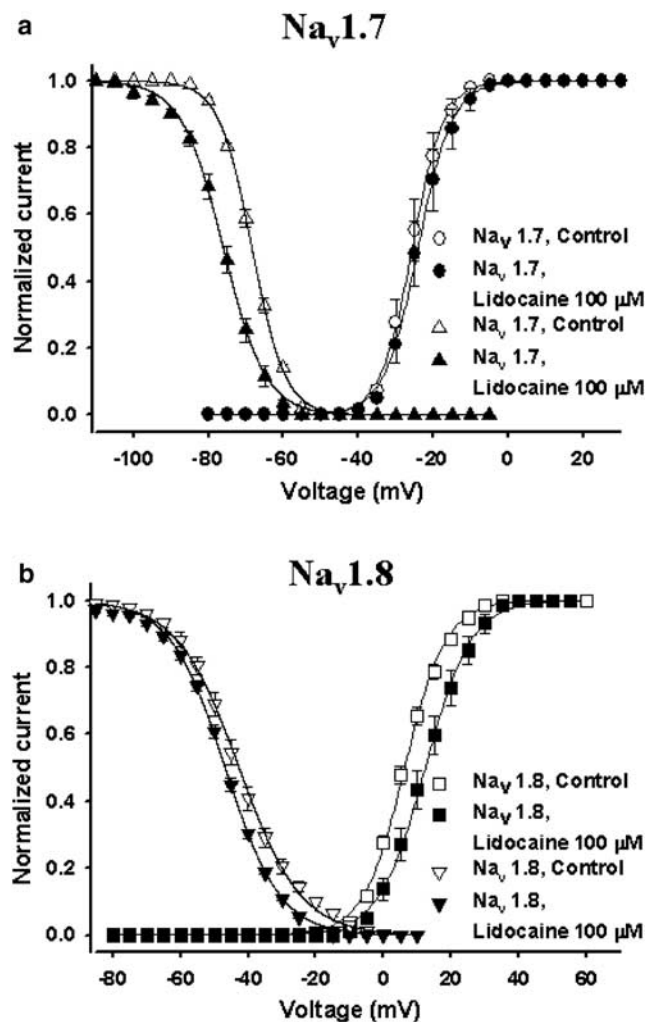 a
Nav1.7
Normalized current
1.0
0.8
0.6
0.4
0.2
0.0
Nav 1.7, Control
Nav 1.7,
Lidocaine 100 μM
Nav 1.7, Control
Nav 1.7,
Lidocaine 100 μM
-100 -80 -60 -40 -20 0 20
Voltage (mV)
b
Nav1.8
Normalized current
1.0
0.8
0.6
0.4
0.2
0.0
Nav 1.8, Control
Nav 1.8,
Lidocaine 100 μM
Nav 1.8, Control
Nav 1.8,
Lidocaine 100 μM
-80 -60 -40 -20 0 20 40 60
Voltage (mV)